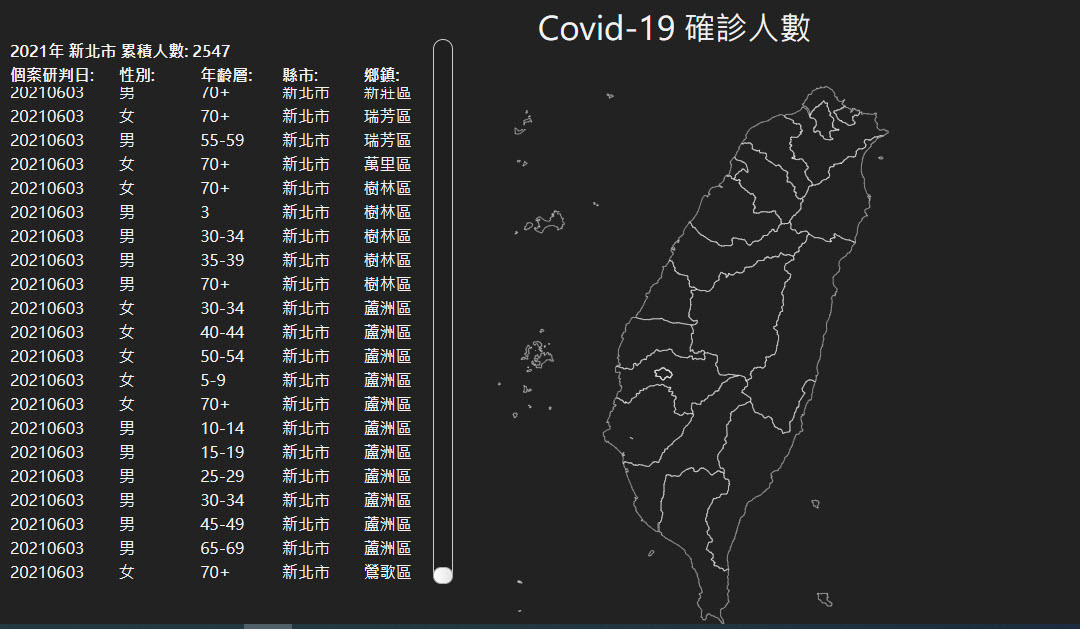 Covid-19 確診人數
2021年 新北市 累積人數: 2547
個案研判日: 性別: 年齡層: 縣市: 鄉鎮:
20210603 男 70+ 新北市 新莊區
20210603 女 70+ 新北市 瑞芳區
20210603 男 55-59 新北市 瑞芳區
20210603 女 70+ 新北市 萬里區
20210603 女 70+ 新北市 樹林區
20210603 男 3 新北市 樹林區
20210603 男 30-34 新北市 樹林區
20210603 男 35-39 新北市 樹林區
20210603 男 70+ 新北市 樹林區
20210603 女 30-34 新北市 蘆洲區
20210603 女 40-44 新北市 蘆洲區
20210603 女 50-54 新北市 蘆洲區
20210603 女 5-9 新北市 蘆洲區
20210603 女 70+ 新北市 蘆洲區
20210603 男 10-14 新北市 蘆洲區
20210603 男 15-19 新北市 蘆洲區
20210603 男 25-29 新北市 蘆洲區
20210603 男 30-34 新北市 蘆洲區
20210603 男 45-49 新北市 蘆洲區
20210603 男 65-69 新北市 蘆洲區
20210603 女 70+ 新北市 鶯歌區